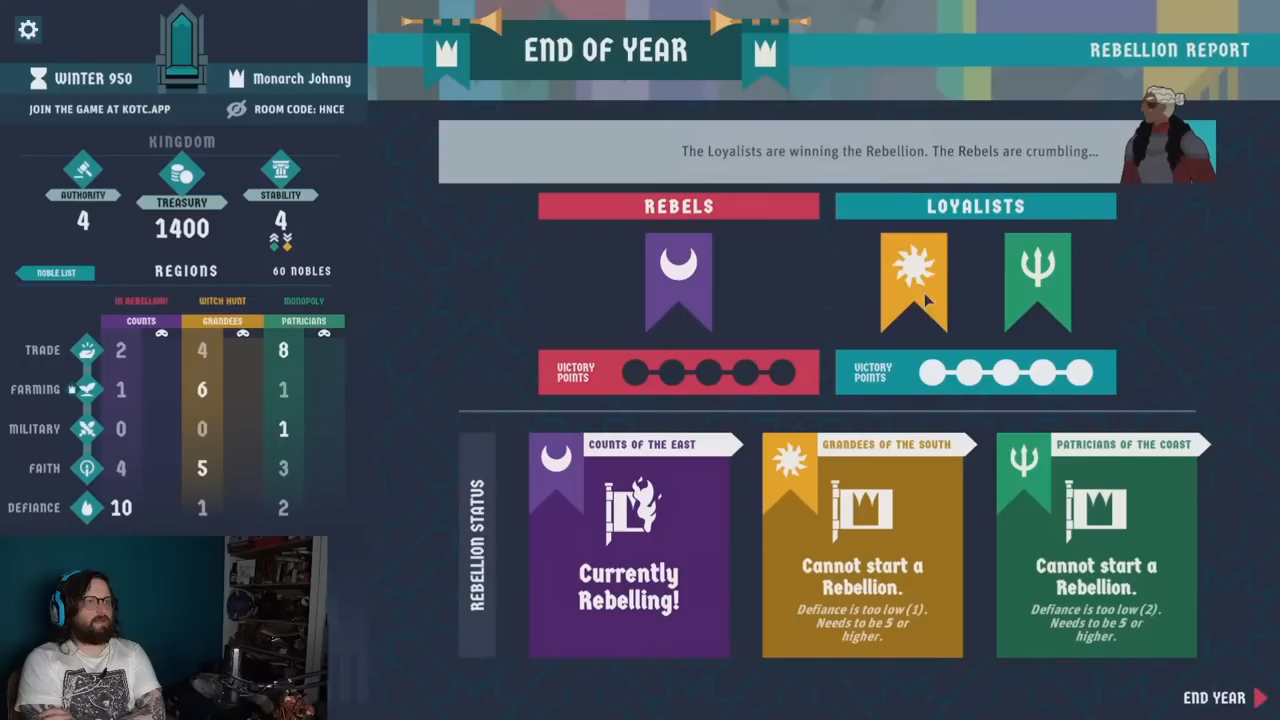 WINTER 950
Monarch Johnny
JOIN THE GAME AT KOTC.APP
ROOM CODE: HNCE
KINGDOM
AUTHORITY
TREASURY
STABILITY
4
1400
4
NOBLE LIST
REGIONS
60 NOBLES
IN REBELLION!
WITCH HUNT
MONOPOLY
COUNTS
GRANDEES
PATRICIANS
TRADE 2 4 8
FARMING 1 6 1
MILITARY 0 0 1
FAITH 4 5 3
DEFIANCE 10 1 2
END OF YEAR
REBELLION REPORT
The Loyalists are winning the Rebellion. The Rebels are crumbling...
REBELS
LOYALISTS
VICTORY
POINTS
VICTORY
POINTS
REBELLION STATUS
COUNTS OF THE EAST
Currently
Rebelling!
GRANDEES OF THE SOUTH
Cannot start a
Rebellion.
Defiance is too low (1).
Needs to be 5 or
higher.
PATRICIANS OF THE COAST
Cannot start a
Rebellion.
Defiance is too low (2).
Needs to be 5 or
higher.
END YEAR